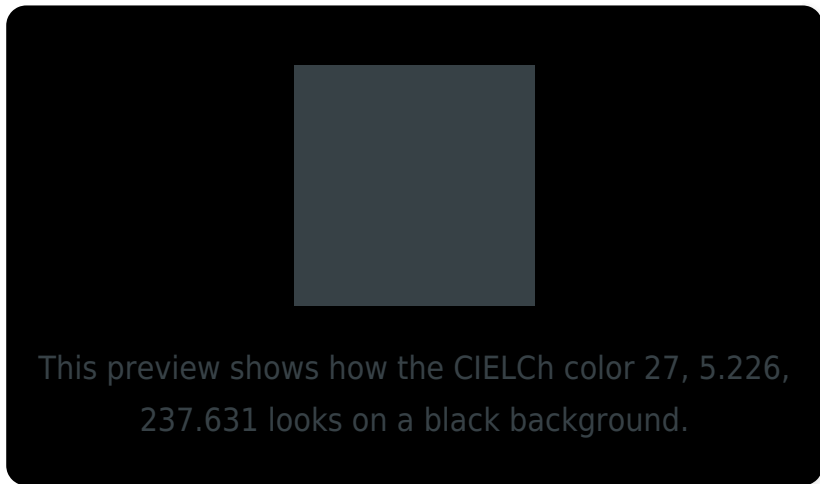 This preview shows how the CIELCh color 27, 5.226,
237.631 looks on a black background.